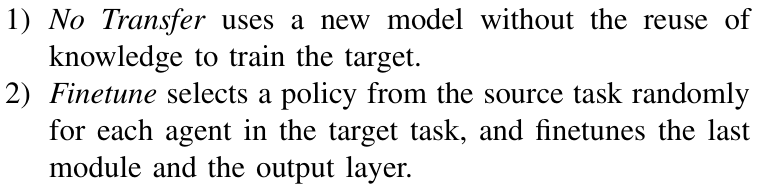 1) No Transfer uses a new model without the reuse of
knowledge to train the target.
2) Finetune selects a policy from the source task randomly
for each agent in the target task, and finetunes the last
module and the output layer.